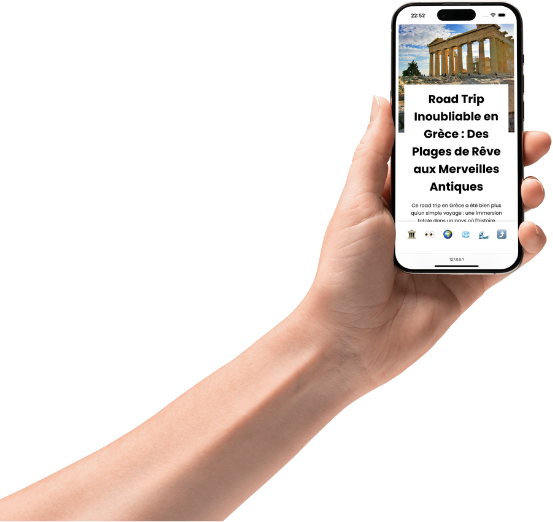 22:52
Road Trip
Inoubliable en
Grèce : Des
Plages de Rêve
aux Merveilles
Antiques
Ce road trip en Grèce a été bien plus
qu'un simple voyage : une immersion
totale dans un pays où l'histoire
127.0.0.1